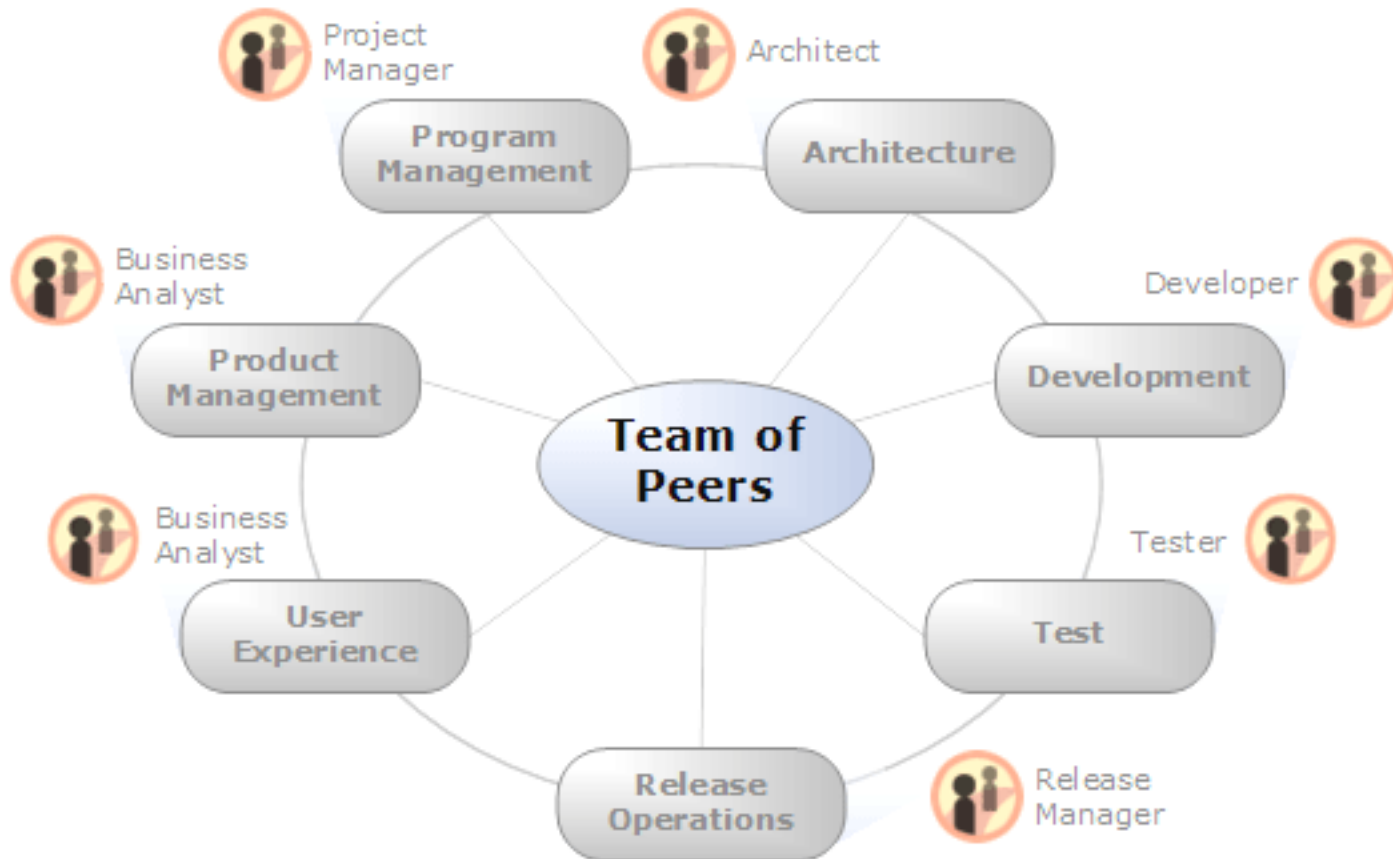 Project
Manager
Architect
Program
Management
Architecture
Business
Analyst
Developer
Product
Management
Development
Team of
Peers
Business
Analyst
Tester
User
Experience
Test
Release
Operations
Release
Manager